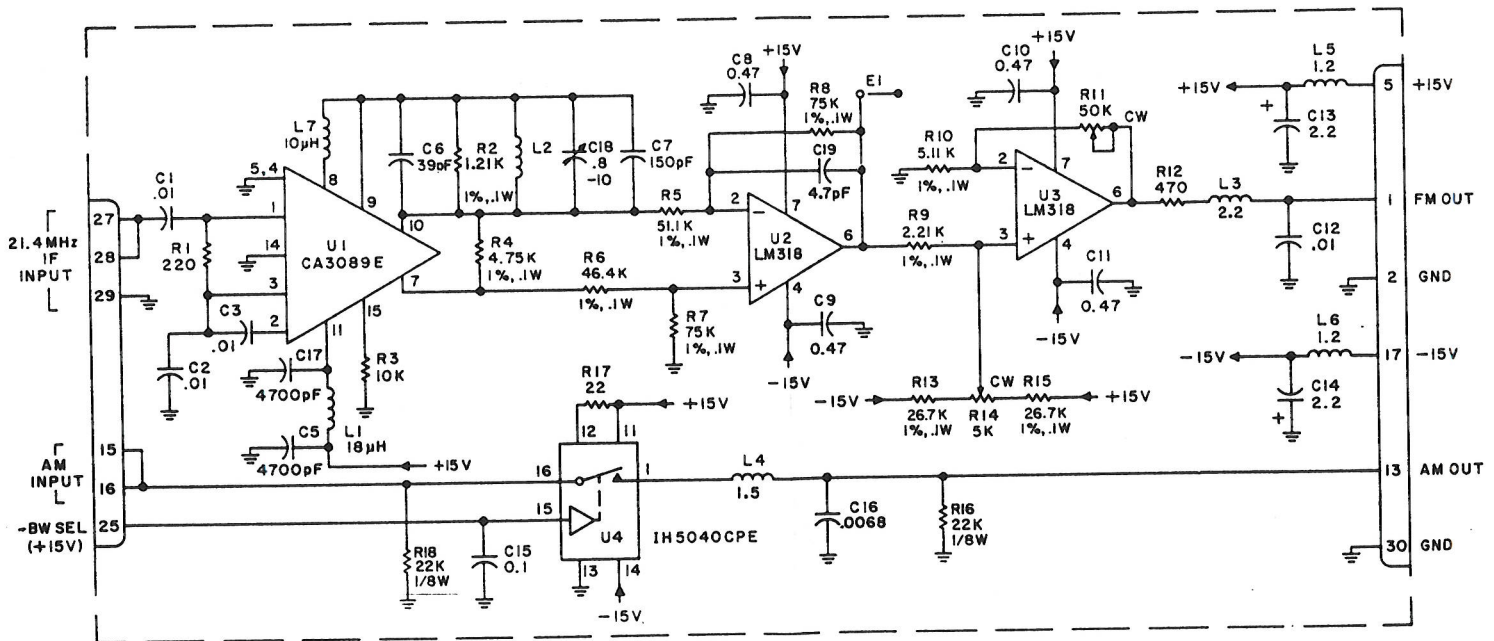 27
28
29
21.4MHz
IF
INPUT
C1
.01
R1
220
C2
.01
C3
.01
5,4
1
14
3
2
U1
CA3089E
8
9
10
7
15
11
L7
10µH
C6
39pF
R2
1.21K
1%,.1W
L2
C18
.8
-10
C7
150pF
R4
4.75K
1%,.1W
R3
10K
C17
4700pF
L1
18µH
C5
4700pF
+15V
R5
51.1K
1%,.1W
R6
46.4K
1%,.1W
R7
75K
1%,.1W
C8
0.47
+15V
R8
75K
1%,.1W
E1
C19
4.7pF
2
3
7
6
4
−
+
U2
LM318
C9
0.47
-15V
R9
2.21K
1%,.1W
C10
0.47
+15V
R10
5.11K
1%,.1W
R11
50K
CW
2
3
7
6
4
−
+
U3
LM318
C11
0.47
-15V
R12
470
L3
2.2
C12
.01
-15V
R13
26.7K
1%,.1W
CW
R14
5K
R15
26.7K
1%,.1W
+15V
+15V
L5
1.2
+
C13
2.2
5
+15V
1
FM OUT
2
GND
-15V
L6
1.2
C14
2.2
+
17
-15V
13
AM OUT
30
GND
AM
INPUT
15
16
-BW SEL
(+15V)
25
R18
22K
1/8W
C15
0.1
R17
22
+15V
12
11
16
1
15
U4
13
14
-15V
IH5040CPE
L4
1.5
C16
.0068
R16
22K
1/8W